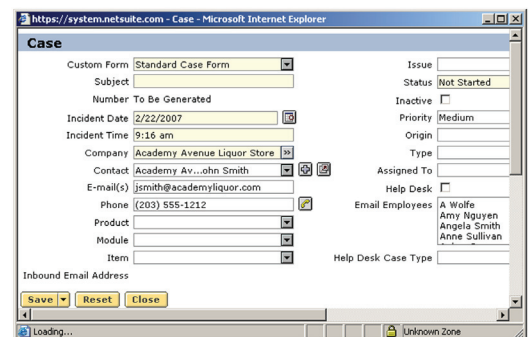 https://system.netsuite.com - Case - Microsoft Internet Explorer
Case
Custom Form Standard Case Form
Subject
Number To Be Generated
Incident Date 2/22/2007
Incident Time 9:16 am
Company Academy Avenue Liquor Store
Contact Academy Av...ohn Smith
E-mail(s) jsmith@academyliquor.com
Phone (203) 555-1212
Product
Module
Item
Inbound Email Address
Issue
Status Not Started
Inactive
Priority Medium
Origin
Type
Assigned To
Help Desk
Email Employees A Wolfe
Amy Nguyen
Angela Smith
Anne Sullivan
Help Desk Case Type
Save Reset Close
Loading... Unknown Zone